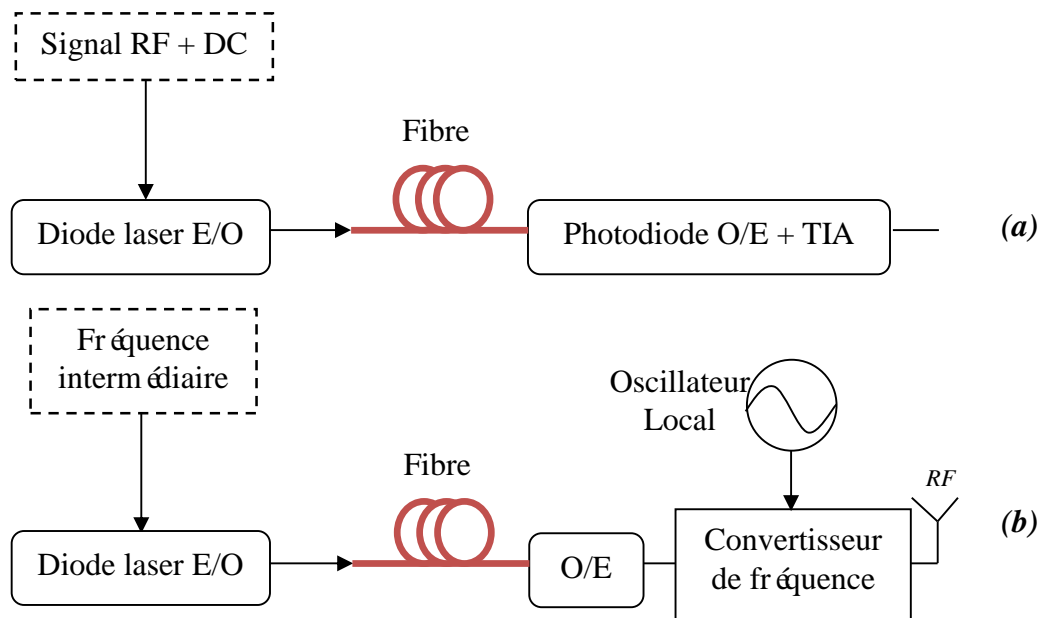 Signal RF + DC
Fibre
Diode laser E/O
Photodiode O/E + TIA
(a)
Fréquence
intermédiaire
Oscillateur
Local
Fibre
RF
(b)
Diode laser E/O
O/E
Convertisseur
de fréquence